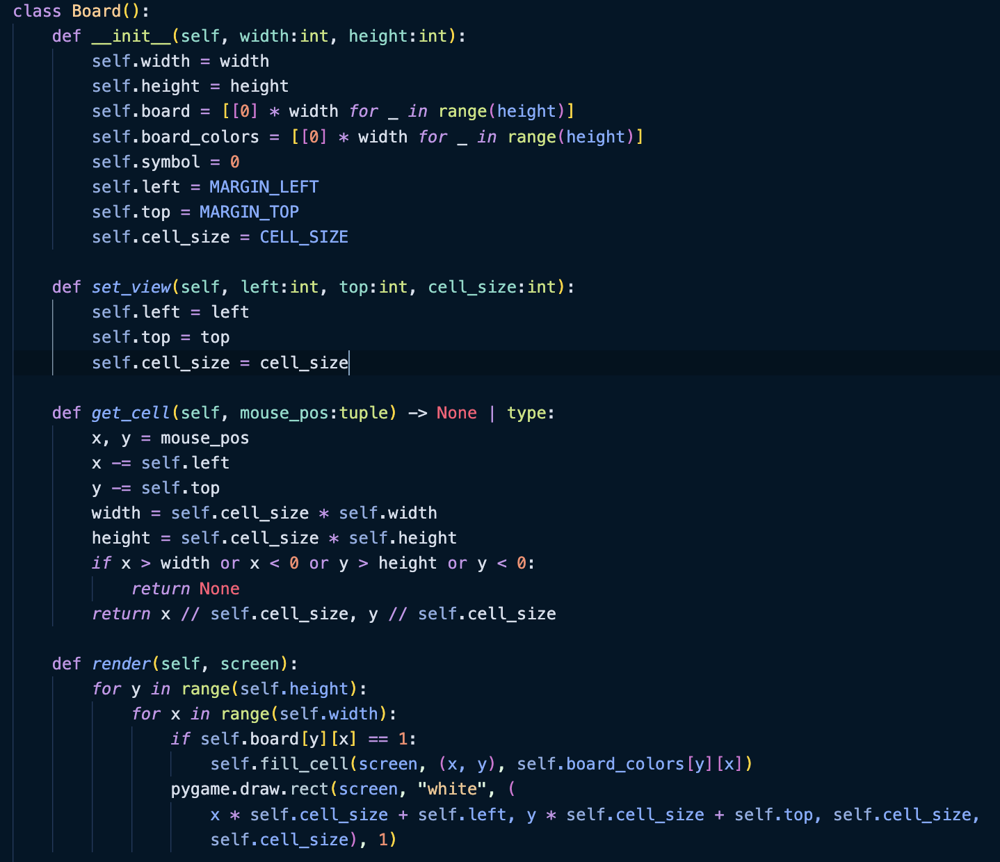 class Board():
    def __init__(self, width:int, height:int):
        self.width = width
        self.height = height
        self.board = [[0] * width for _ in range(height)]
        self.board_colors = [[0] * width for _ in range(height)]
        self.symbol = 0
        self.left = MARGIN_LEFT
        self.top = MARGIN_TOP
        self.cell_size = CELL_SIZE

    def set_view(self, left:int, top:int, cell_size:int):
        self.left = left
        self.top = top
        self.cell_size = cell_size

    def get_cell(self, mouse_pos:tuple) -> None | type:
        x, y = mouse_pos
        x -= self.left
        y -= self.top
        width = self.cell_size * self.width
        height = self.cell_size * self.height
        if x > width or x < 0 or y > height or y < 0:
            return None
        return x // self.cell_size, y // self.cell_size

    def render(self, screen):
        for y in range(self.height):
            for x in range(self.width):
                if self.board[y][x] == 1:
                    self.fill_cell(screen, (x, y), self.board_colors[y][x])
                pygame.draw.rect(screen, "white", (
                    x * self.cell_size + self.left, y * self.cell_size + self.top, self.cell_size,
                    self.cell_size), 1)